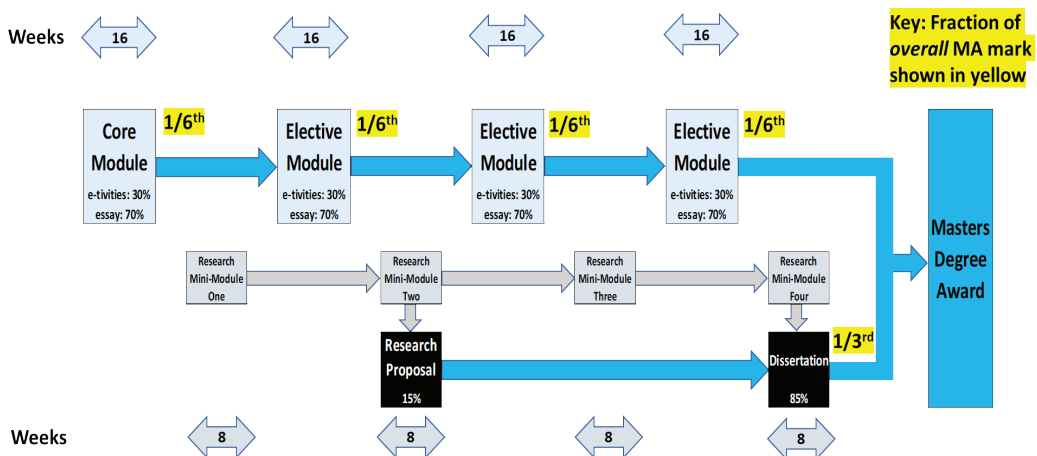 Weeks
16
16
16
16
Key: Fraction of
overall MA mark
shown in yellow
Core
Module
e-tivities: 30%
essay: 70%
1/6th
Elective
Module
e-tivities: 30%
essay: 70%
1/6th
Elective
Module
e-tivities: 30%
essay: 70%
1/6th
Elective
Module
e-tivities: 30%
essay: 70%
1/6th
Masters
Degree
Award
Research
Mini-Module
One
Research
Mini-Module
Two
Research
Mini-Module
Three
Research
Mini-Module
Four
Research
Proposal
15%
Dissertation
85%
1/3rd
Weeks
8
8
8
8